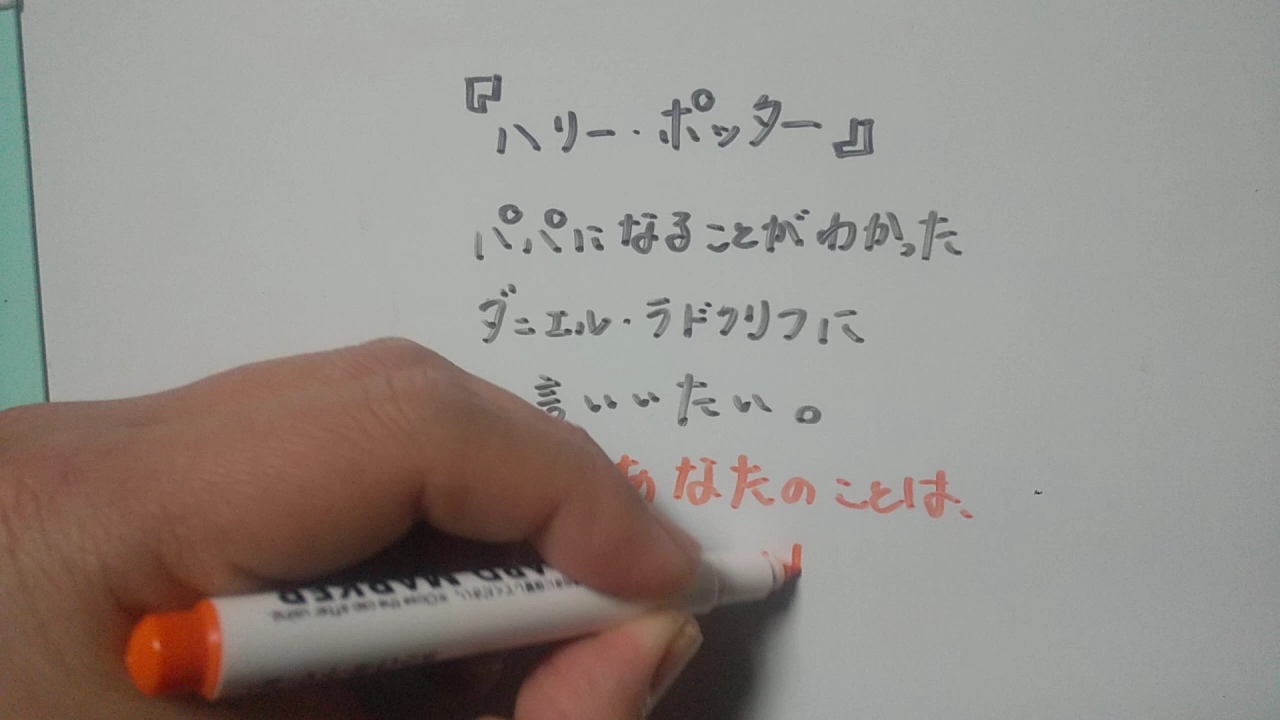 『ハリー・ポッター』
パパになることがわかった
ダニエル・ラドクリフに
言いいたい。
あなたのことは、